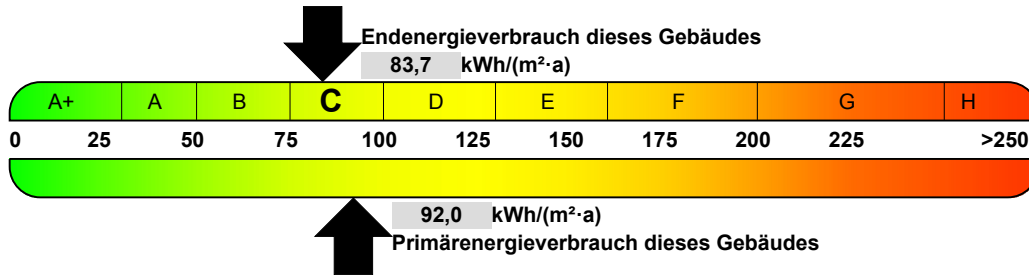 Endenergieverbrauch dieses Gebäudes
83,7 kWh/(m²·a)
A+ A B C D E F G H
0 25 50 75 100 125 150 175 200 225 >250
92,0 kWh/(m²·a)
Primärenergieverbrauch dieses Gebäudes